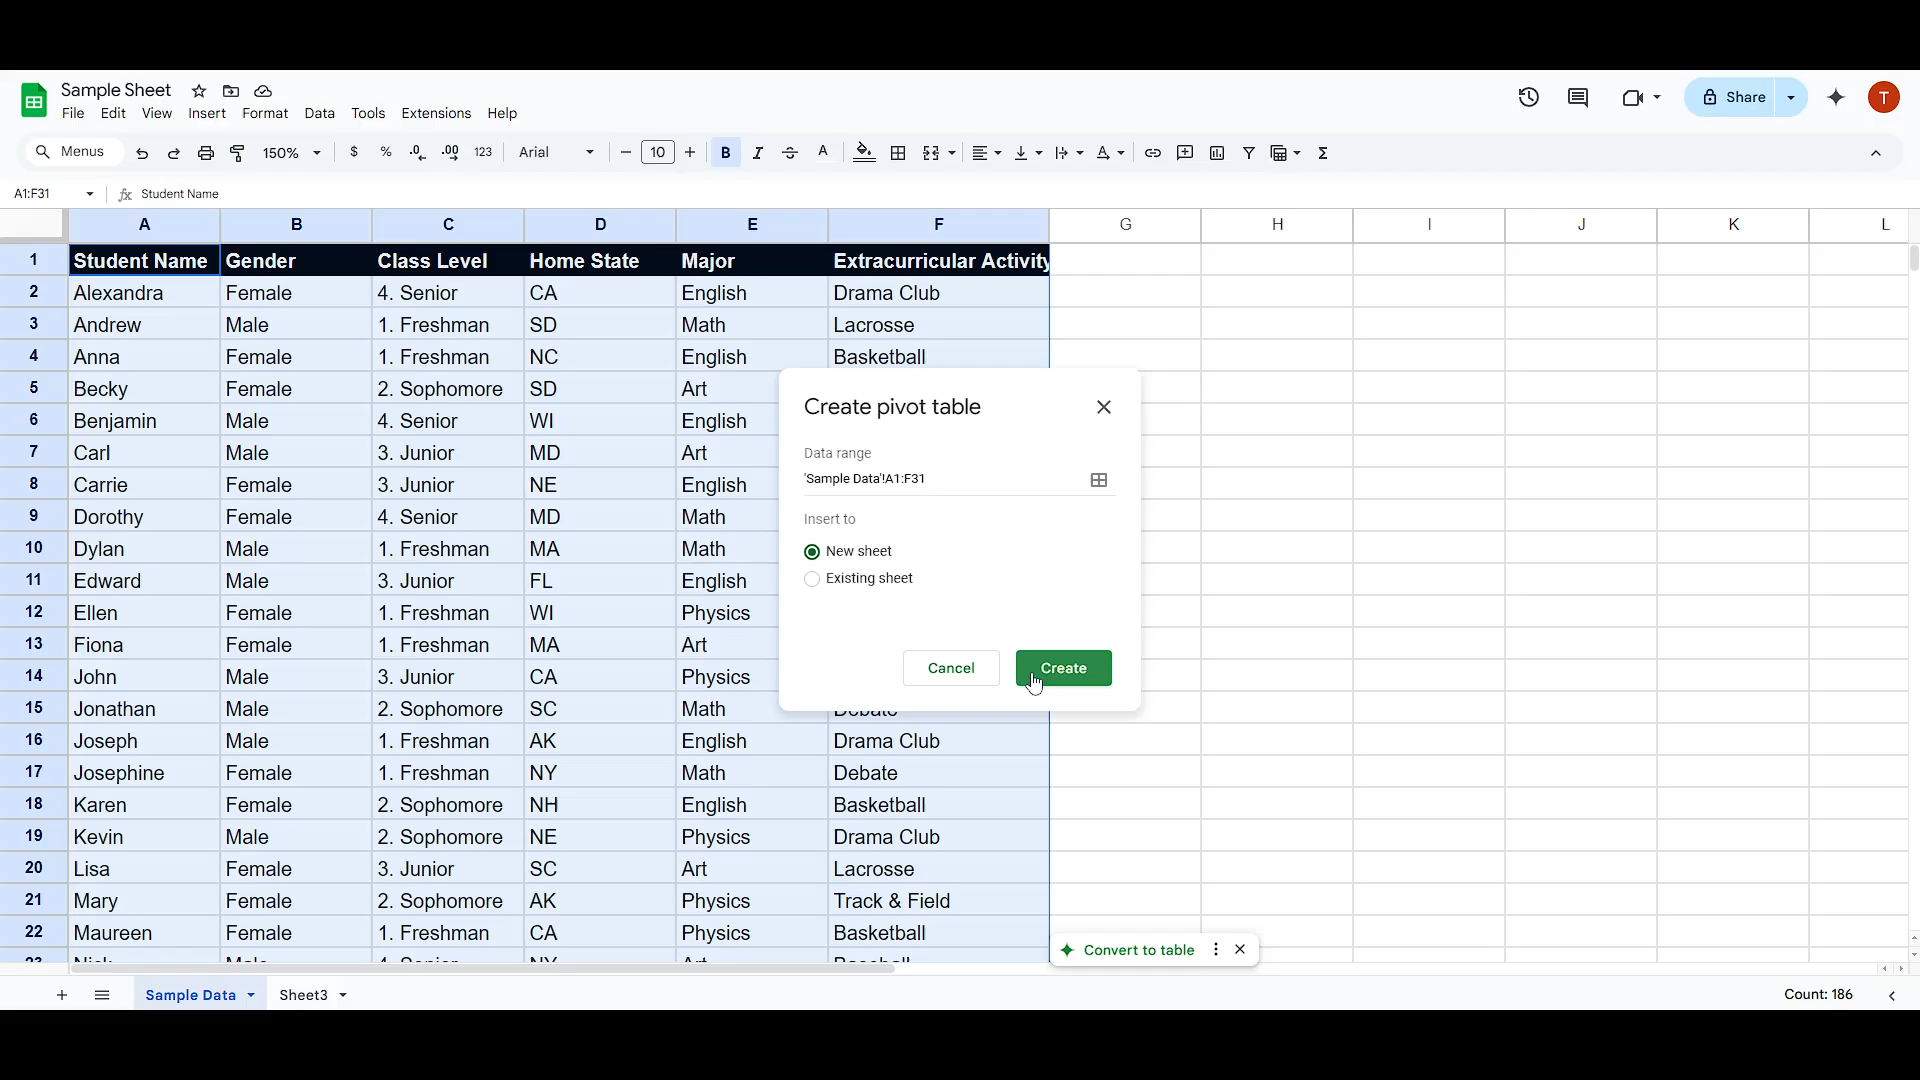 Sample Sheet
File Edit View Insert Format Data Tools Extensions Help
Share
T
Menus 150% $ % .0 .00 123 Arial 10 B I A Σ
A1:F31 fx Student Name
A B C D E F G H I J K L
1 Student Name Gender Class Level Home State Major Extracurricular Activity
2 Alexandra Female 4. Senior CA English Drama Club
3 Andrew Male 1. Freshman SD Math Lacrosse
4 Anna Female 1. Freshman NC English Basketball
5 Becky Female 2. Sophomore SD Art
6 Benjamin Male 4. Senior WI English
7 Carl Male 3. Junior MD Art
8 Carrie Female 3. Junior NE English
9 Dorothy Female 4. Senior MD Math
10 Dylan Male 1. Freshman MA Math
11 Edward Male 3. Junior FL English
12 Ellen Female 1. Freshman WI Physics
13 Fiona Female 1. Freshman MA Art
14 John Male 3. Junior CA Physics
15 Jonathan Male 2. Sophomore SC Math
16 Joseph Male 1. Freshman AK English Drama Club
17 Josephine Female 1. Freshman NY Math Debate
18 Karen Female 2. Sophomore NH English Basketball
19 Kevin Male 2. Sophomore NE Physics Drama Club
20 Lisa Female 3. Junior SC Art Lacrosse
21 Mary Female 2. Sophomore AK Physics Track & Field
22 Maureen Female 1. Freshman CA Physics Basketball
Create pivot table
Data range
'Sample Data'!A1:F31
Insert to
New sheet
Existing sheet
Cancel Create
Convert to table
Sample Data Sheet3 Count: 186